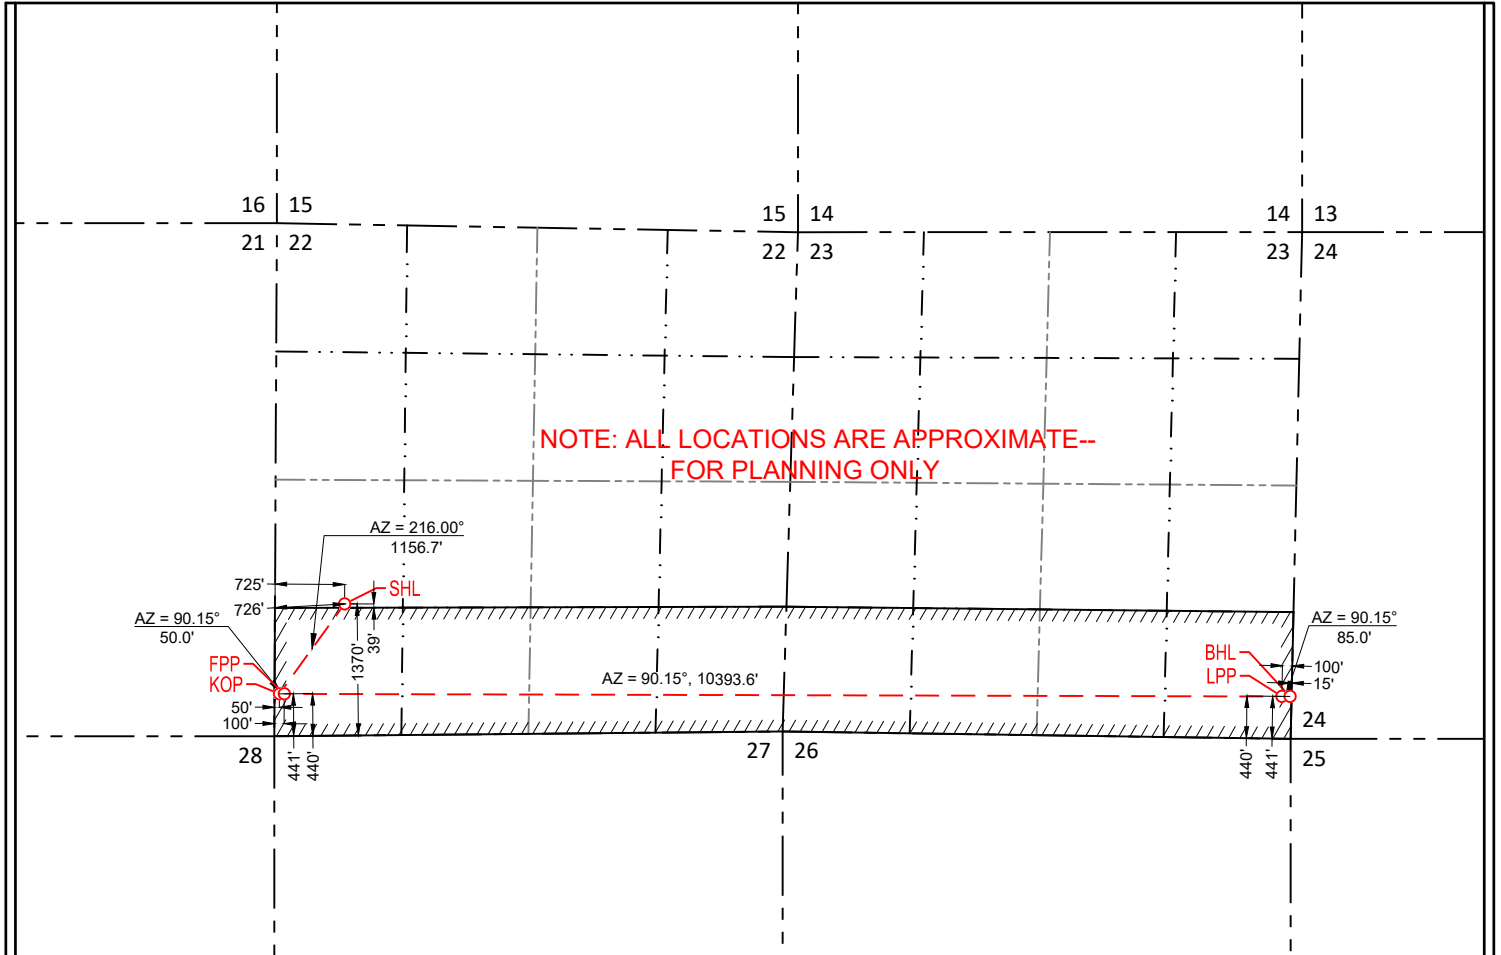 16 15
15 14
14 13
21 22
22 23
23 24
NOTE: ALL LOCATIONS ARE APPROXIMATE--
FOR PLANNING ONLY
AZ = 216.00°
1156.7'
725'
SHL
726'
AZ = 90.15°
50.0'
39'
1370'
FPP
KOP
50'
100'
AZ = 90.15°, 10393.6'
AZ = 90.15°
85.0'
BHL
LPP
100'
15'
24
28
441'
440'
27 26
440'
441'
25